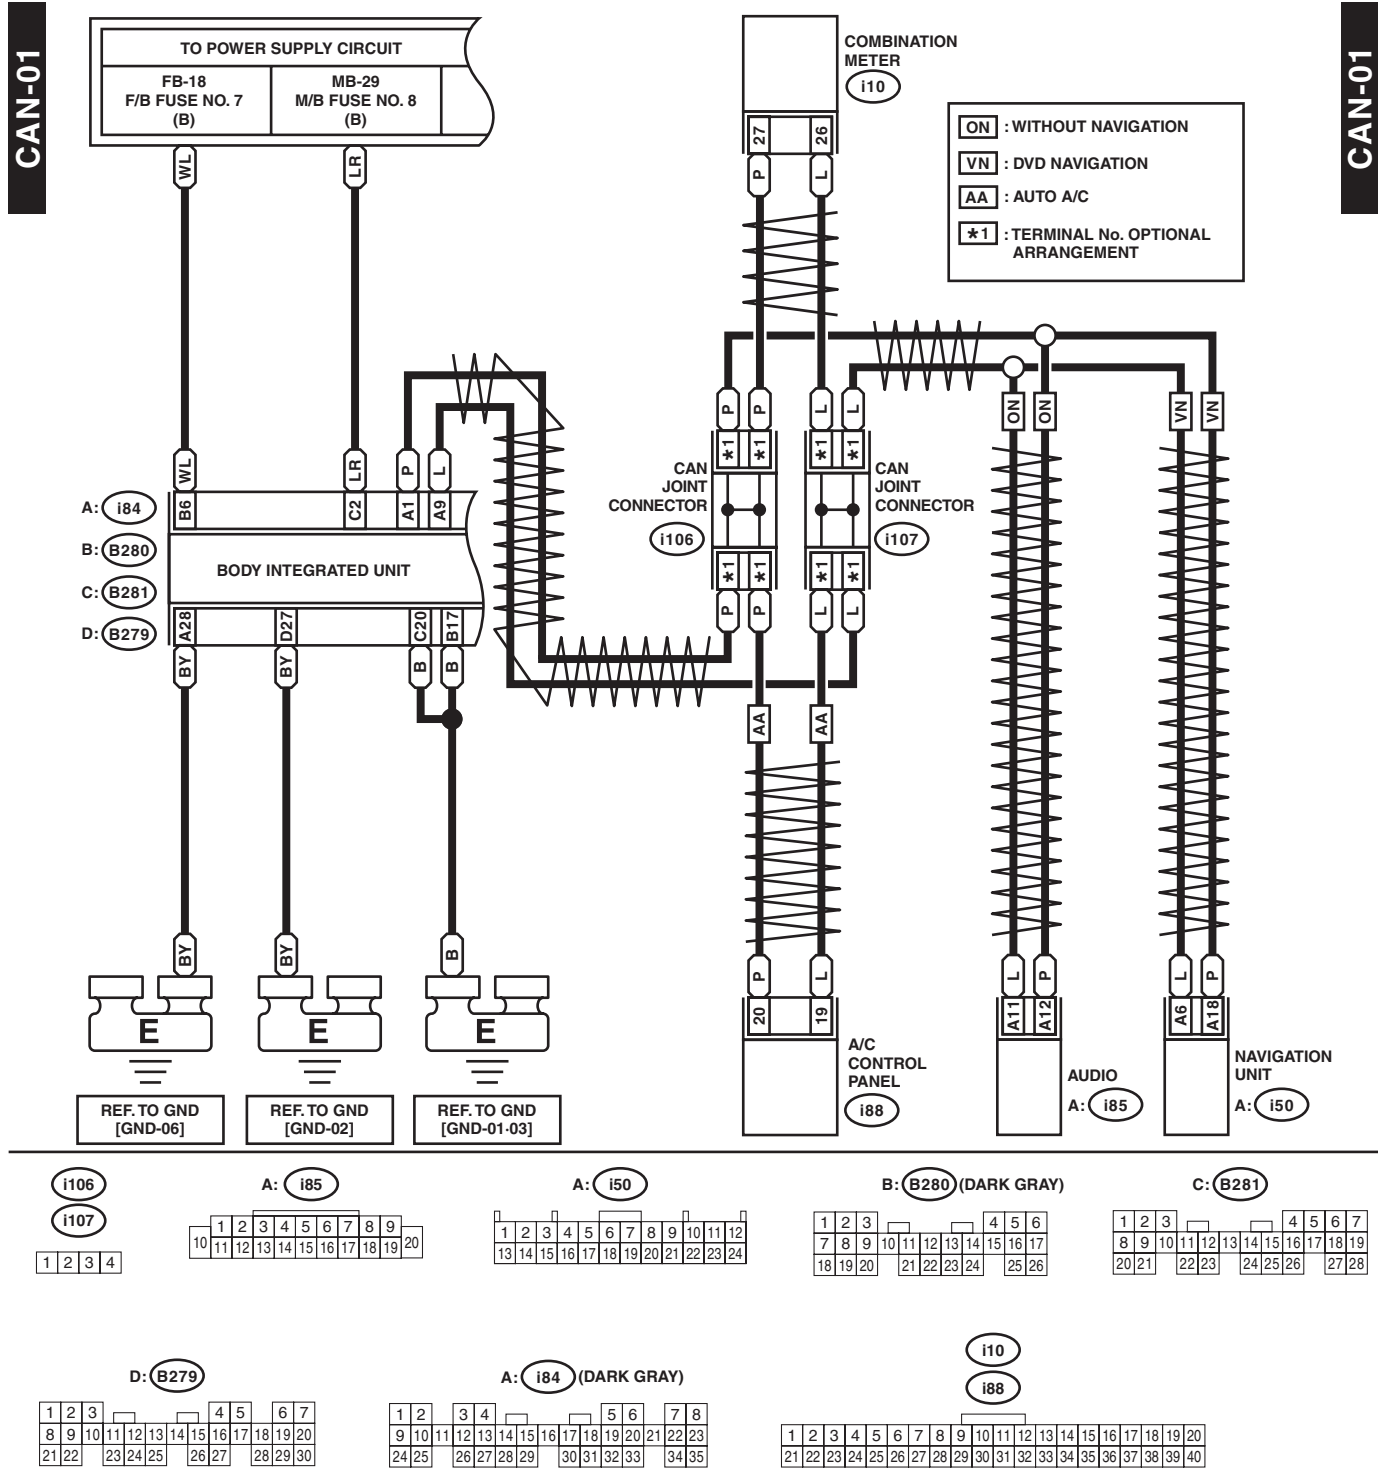 CAN-01
CAN-01
TO POWER SUPPLY CIRCUIT
FB-18
F/B FUSE NO. 7
(B)
MB-29
M/B FUSE NO. 8
(B)
WL
LR
COMBINATION
METER
i10
27
26
P
L
ON : WITHOUT NAVIGATION
VN : DVD NAVIGATION
AA : AUTO A/C
*1 : TERMINAL No. OPTIONAL
ARRANGEMENT
WL
LR
P
L
P
P
L
L
ON
ON
VN
VN
*1
*1
*1
*1
CAN
JOINT
CONNECTOR
i106
CAN
JOINT
CONNECTOR
i107
*1
*1
*1
*1
P
P
L
L
A: i84
B: B280
C: B281
D: B279
B6
C2
A1
A9
BODY INTEGRATED UNIT
A28
D27
C20
B17
BY
BY
B
B
AA
AA
BY
BY
B
E
E
E
REF. TO GND
[GND-06]
REF. TO GND
[GND-02]
REF. TO GND
[GND-01·03]
P
L
20
19
A/C
CONTROL
PANEL
i88
L
P
A11
A12
AUDIO
A: i85
L
P
A6
A18
NAVIGATION
UNIT
A: i50
i106
i107
1 2 3 4
A: i85
1 2 3 4 5 6 7 8 9
10 11 12 13 14 15 16 17 18 19 20
A: i50
1 2 3 4 5 6 7 8 9 10 11 12
13 14 15 16 17 18 19 20 21 22 23 24
B: B280 (DARK GRAY)
1 2 3 4 5 6
7 8 9 10 11 12 13 14 15 16 17
18 19 20 21 22 23 24 25 26
C: B281
1 2 3 4 5 6 7
8 9 10 11 12 13 14 15 16 17 18 19
20 21 22 23 24 25 26 27 28
D: B279
1 2 3 4 5 6 7
8 9 10 11 12 13 14 15 16 17 18 19 20
21 22 23 24 25 26 27 28 29 30
A: i84 (DARK GRAY)
1 2 3 4 5 6 7 8
9 10 11 12 13 14 15 16 17 18 19 20 21 22 23
24 25 26 27 28 29 30 31 32 33 34 35
i10
i88
1 2 3 4 5 6 7 8 9 10 11 12 13 14 15 16 17 18 19 20
21 22 23 24 25 26 27 28 29 30 31 32 33 34 35 36 37 38 39 40